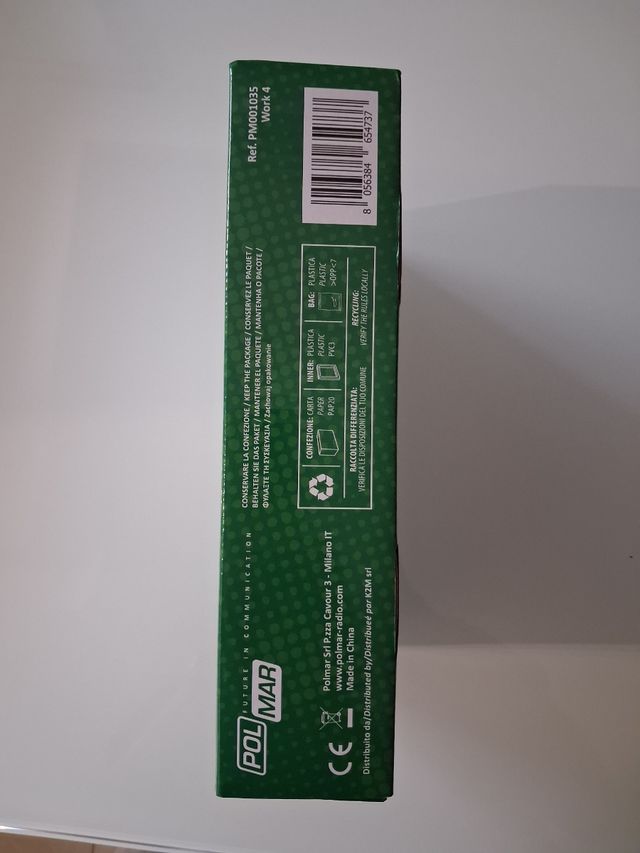 POL
MAR
FUTURE IN COMMUNICATION
Polmar Srl P.zza Cavour 3 - Milano IT
www.polmar-radio.com
Made in China
CE
Distribuito da/Distributed by/Distribueé par K2M srl
CONSERVARE LA CONFEZIONE / KEEP THE PACKAGE / CONSERVEZ LE PAQUET /
BEHALTEN SIE DAS PAKET / MANTENER EL PAQUETE / MANTENHA O PACOTE /
ΦΥΛΑΞΤΕ ΤΗ ΣΥΣΚΕΥΑΣΙΑ / Zachowaj opakowanie
CONFEZIONE: CARTA
PAPER
PAP20
INNER: PLASTICA
PLASTIC
PVC3
BAG: PLASTICA
PLASTIC
>OPP<7
RACCOLTA DIFFERENZIATA:
VERIFICA LE DISPOSIZIONI DEL TUO COMUNE
RECYCLING:
VERIFY THE RULES LOCALLY
Ref. PM001035
Work 4
8 056384 654737